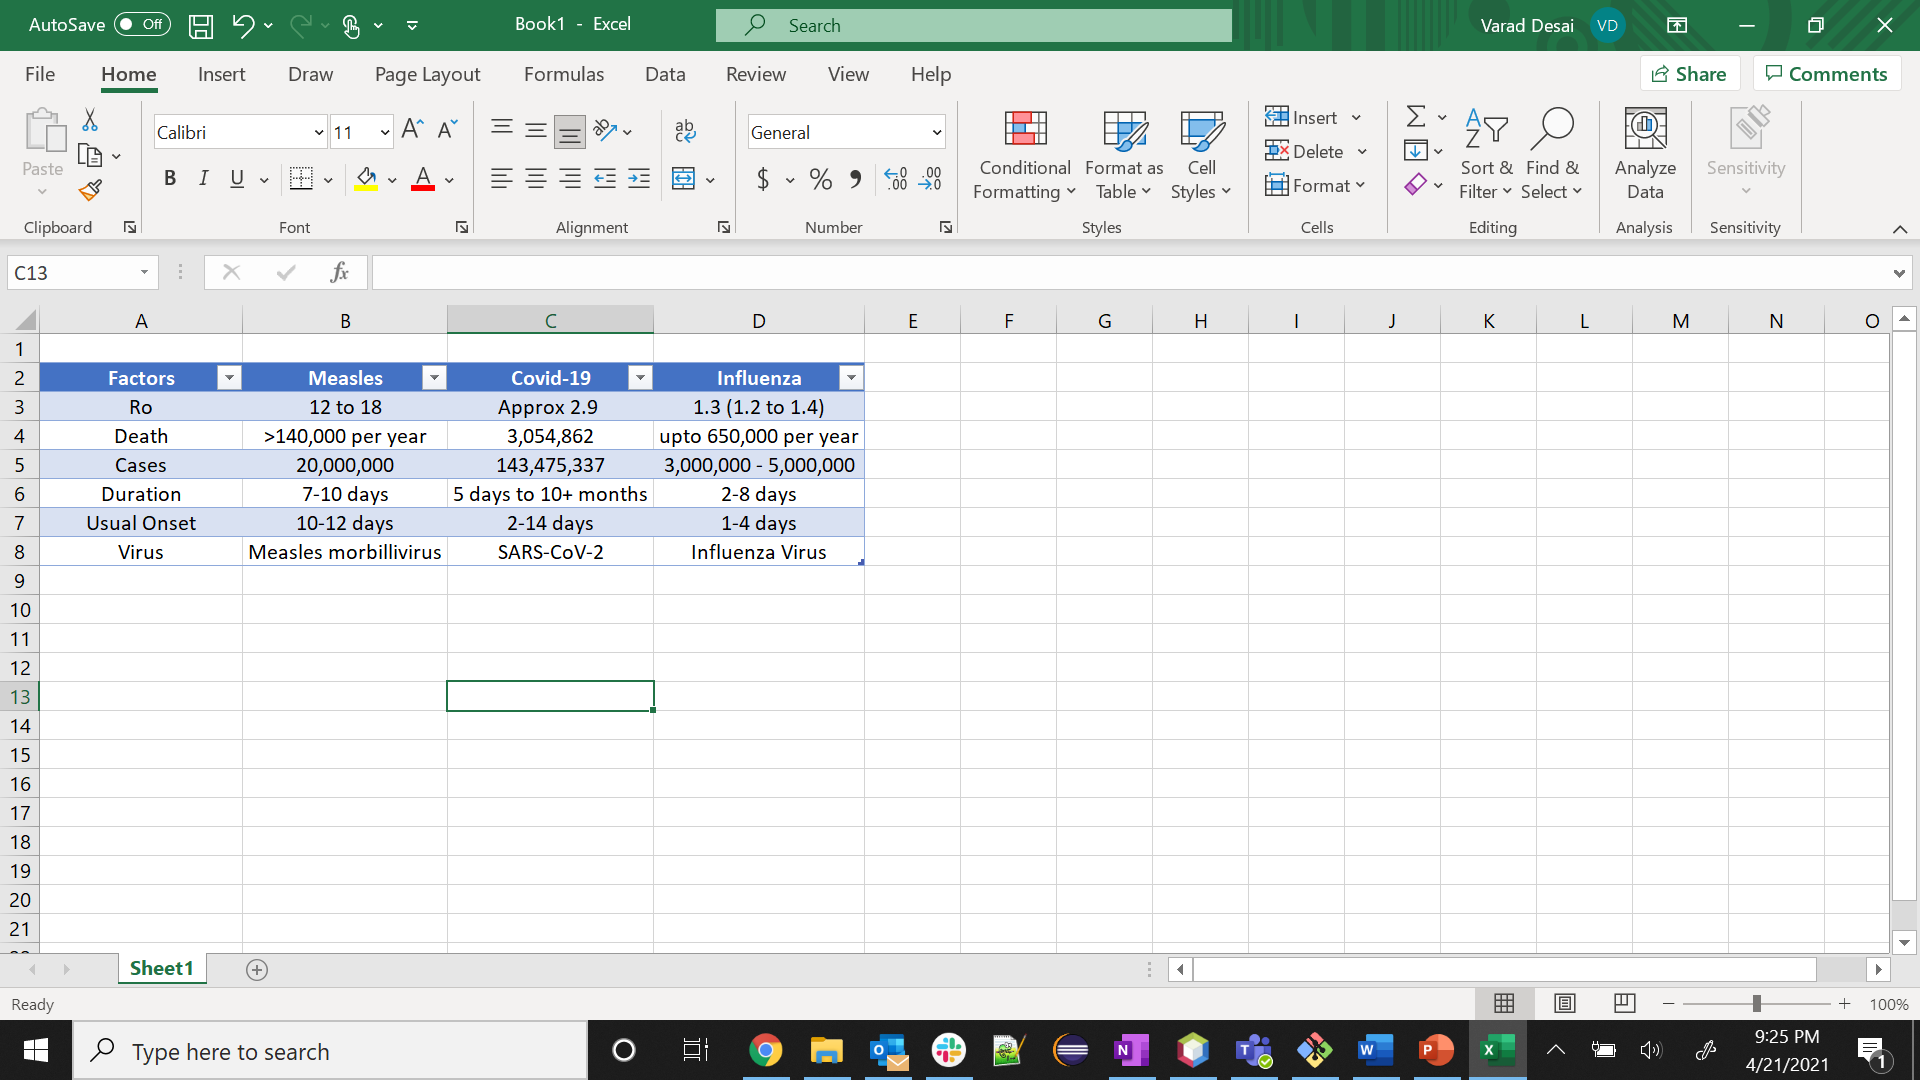 AutoSave Off Book1 - Excel Search Varad Desai VD
File Home Insert Draw Page Layout Formulas Data Review View Help Share Comments
Calibri 11 General
Paste
B I U $ % 9
Conditional Formatting
Format as Table
Cell Styles
Insert
Delete
Format
Sort & Filter
Find & Select
Analyze Data
Sensitivity
Clipboard Font Alignment Number Styles Cells Editing Analysis Sensitivity
C13 fx
A B C D E F G H I J K L M N O
1
2 Factors Measles Covid-19 Influenza
3 Ro 12 to 18 Approx 2.9 1.3 (1.2 to 1.4)
4 Death >140,000 per year 3,054,862 upto 650,000 per year
5 Cases 20,000,000 143,475,337 3,000,000 - 5,000,000
6 Duration 7-10 days 5 days to 10+ months 2-8 days
7 Usual Onset 10-12 days 2-14 days 1-4 days
8 Virus Measles morbillivirus SARS-CoV-2 Influenza Virus
9
10
11
12
13
14
15
16
17
18
19
20
21
Sheet1
Ready 100%
Type here to search
9:25 PM
4/21/2021
1